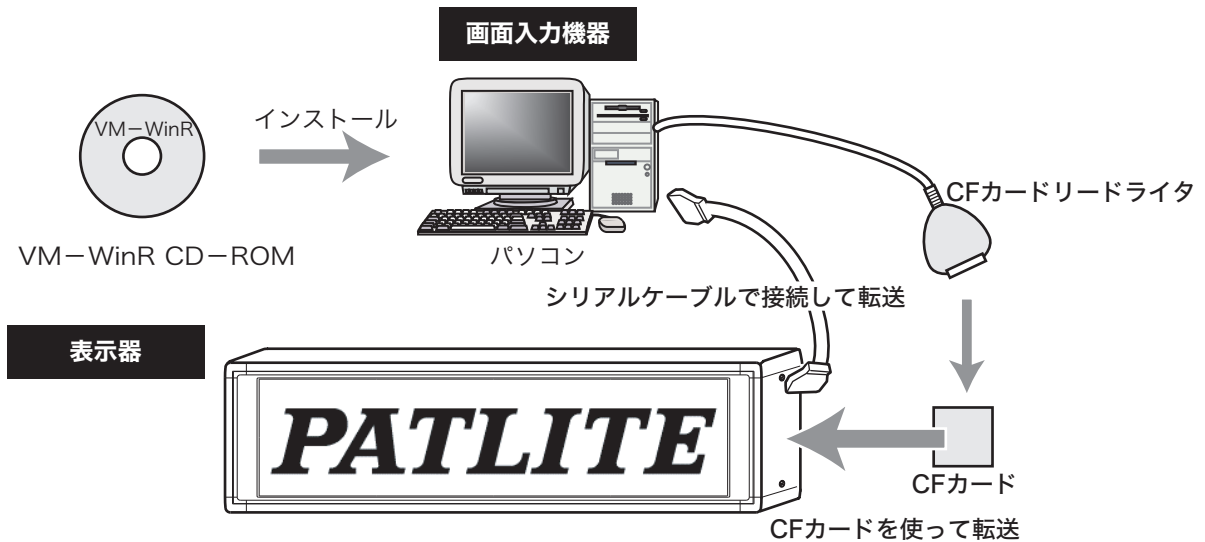 画面入力機器
VM－WinR
インストール
CFカードリードライタ
VM－WinR CD－ROM
パソコン
シリアルケーブルで接続して転送
表示器
PATLITE
CFカード
CFカードを使って転送